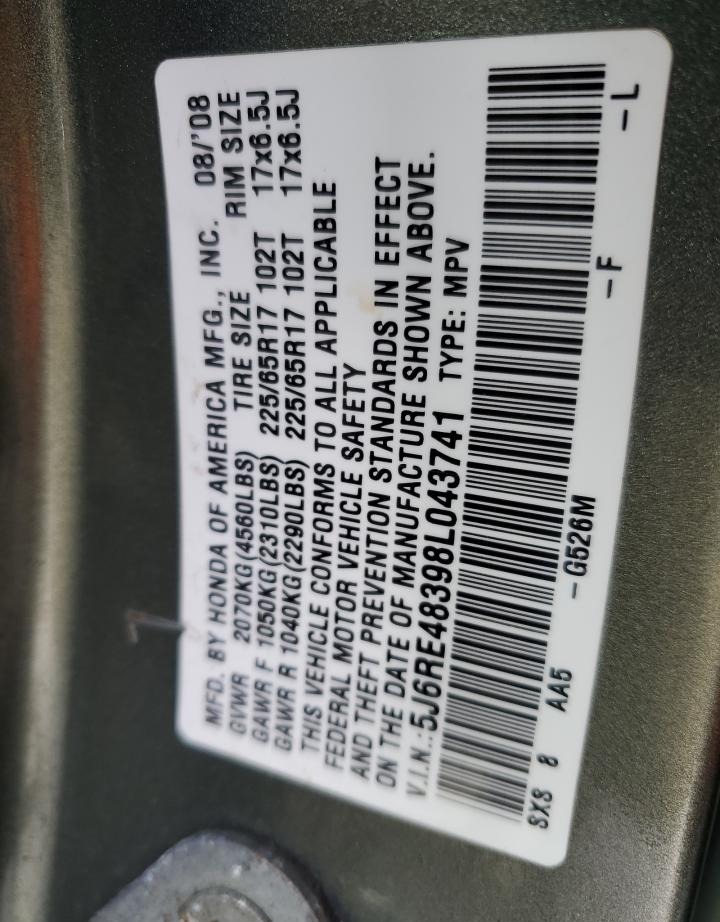 MFD. BY HONDA OF AMERICA MFG., INC. 08/'08
GVWR 2070KG(4560LBS) TIRE SIZE RIM SIZE
GAWR F 1050KG(2310LBS) 225/65R17 102T 17x6.5J
GAWR R 1040KG(2290LBS) 225/65R17 102T 17x6.5J
THIS VEHICLE CONFORMS TO ALL APPLICABLE
FEDERAL MOTOR VEHICLE SAFETY
AND THEFT PREVENTION STANDARDS IN EFFECT
ON THE DATE OF MANUFACTURE SHOWN ABOVE.
V.I.N.:5J6RE48398L043741 TYPE: MPV
SXS 8 AA5 -G526M -F -L